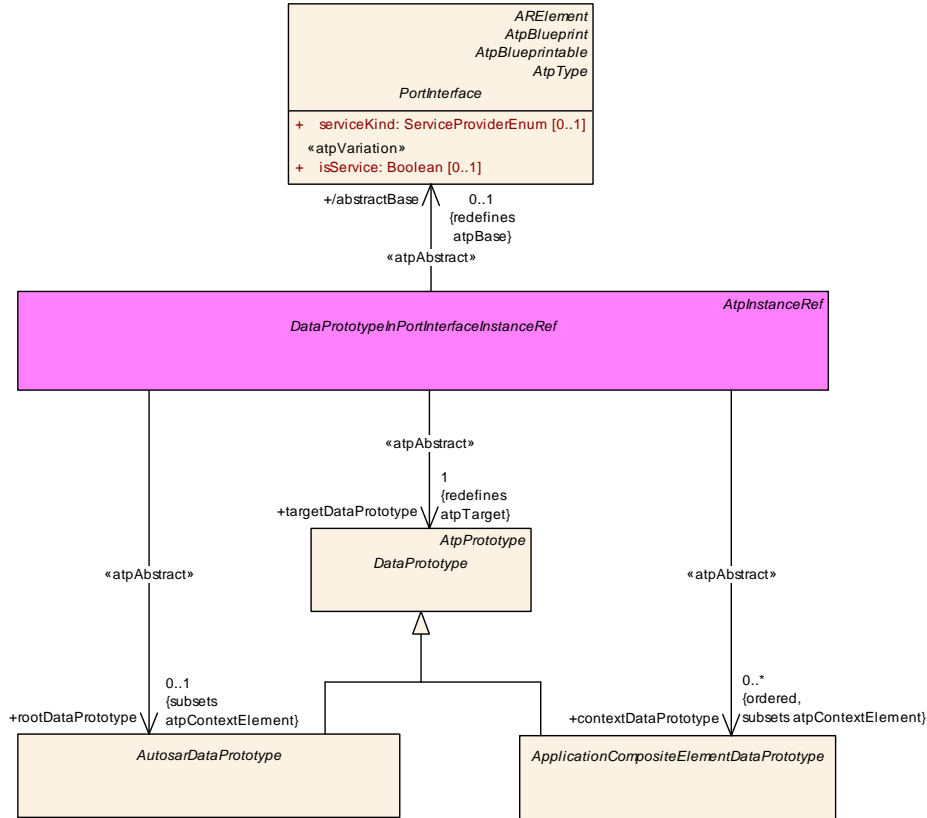 ARElement
AtpBlueprint
AtpBlueprintable
AtpType
PortInterface
+ serviceKind: ServiceProviderEnum [0..1]
«atpVariation»
+ isService: Boolean [0..1]
+/abstractBase 0..1
{redefines
atpBase}
«atpAbstract»
AtpInstanceRef
DataPrototypeInPortInterfaceInstanceRef
«atpAbstract»
1
{redefines
+targetDataPrototype atpTarget}
AtpPrototype
DataPrototype
«atpAbstract» «atpAbstract»
0..1
{subsets
+rootDataPrototype atpContextElement}
0..*
{ordered,
+contextDataPrototype subsets atpContextElement}
AutosarDataPrototype
ApplicationCompositeElementDataPrototype